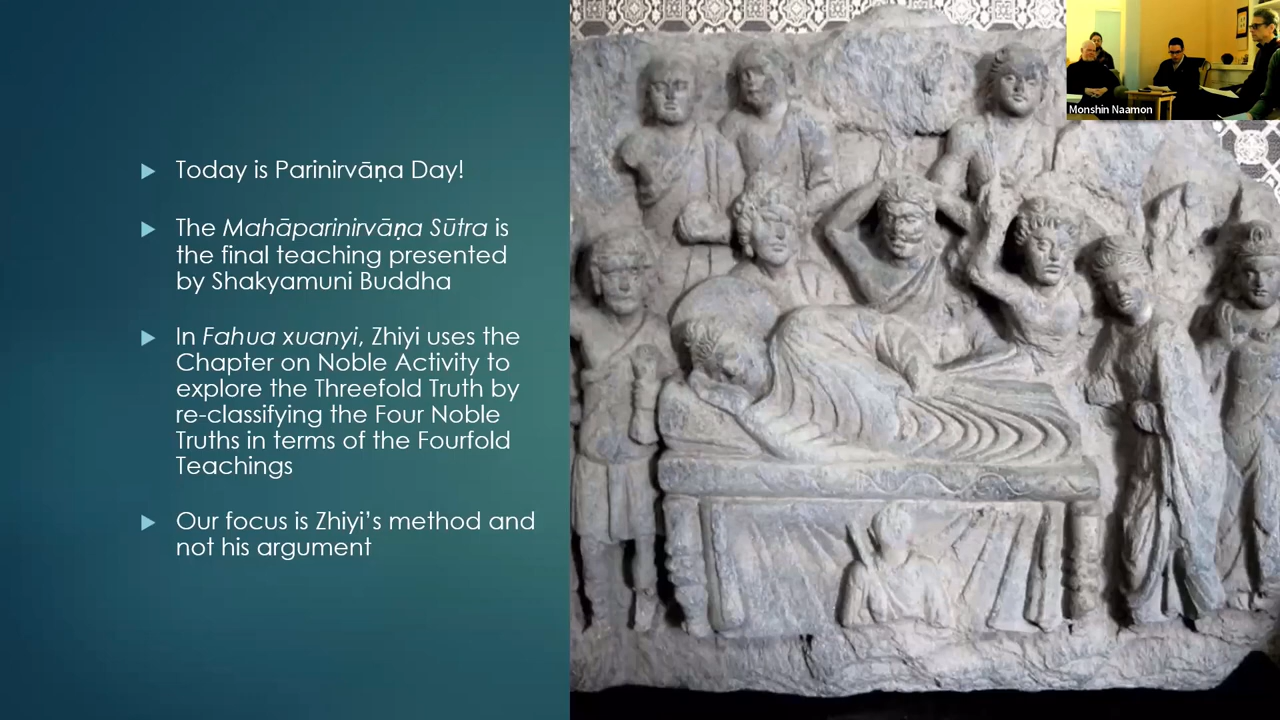 Today is Parinirvāṇa Day!
The Mahāparinirvāṇa Sūtra is
the final teaching presented
by Shakyamuni Buddha
In Fahua xuanyi, Zhiyi uses the
Chapter on Noble Activity to
explore the Threefold Truth by
re-classifying the Four Noble
Truths in terms of the Fourfold
Teachings
Our focus is Zhiyi’s method and
not his argument
Monshin Naamon